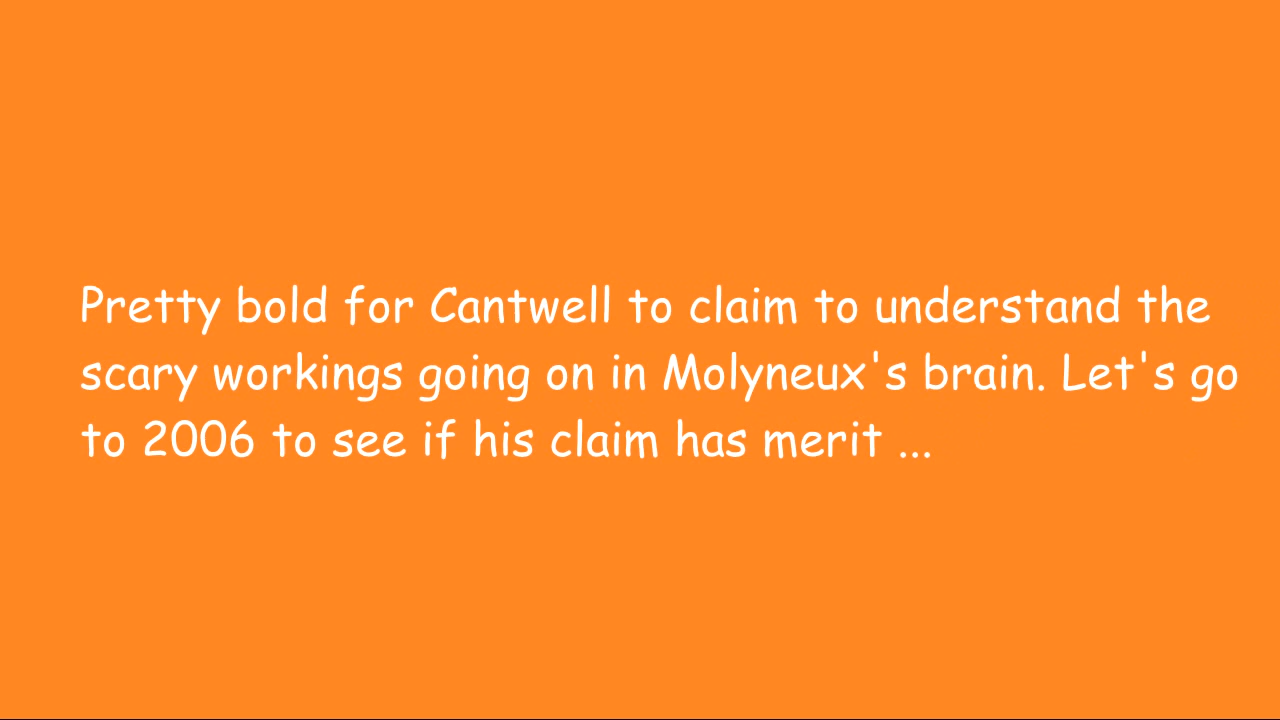 Pretty bold for Cantwell to claim to understand the
scary workings going on in Molyneux's brain. Let's go
to 2006 to see if his claim has merit ...